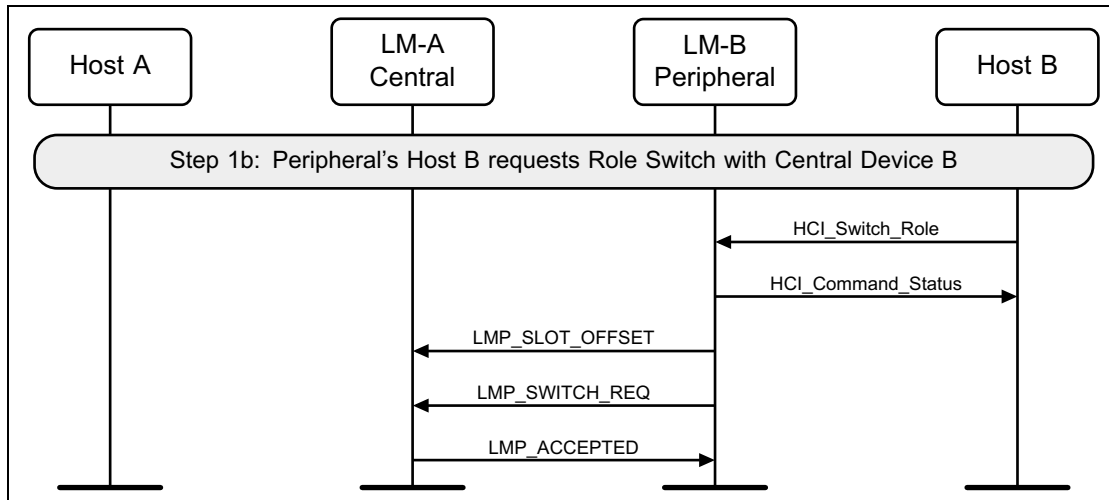 Host A
LM-A
Central
LM-B
Peripheral
Host B
Step 1b: Peripheral's Host B requests Role Switch with Central Device B
HCI_Switch_Role
HCI_Command_Status
LMP_SLOT_OFFSET
LMP_SWITCH_REQ
LMP_ACCEPTED